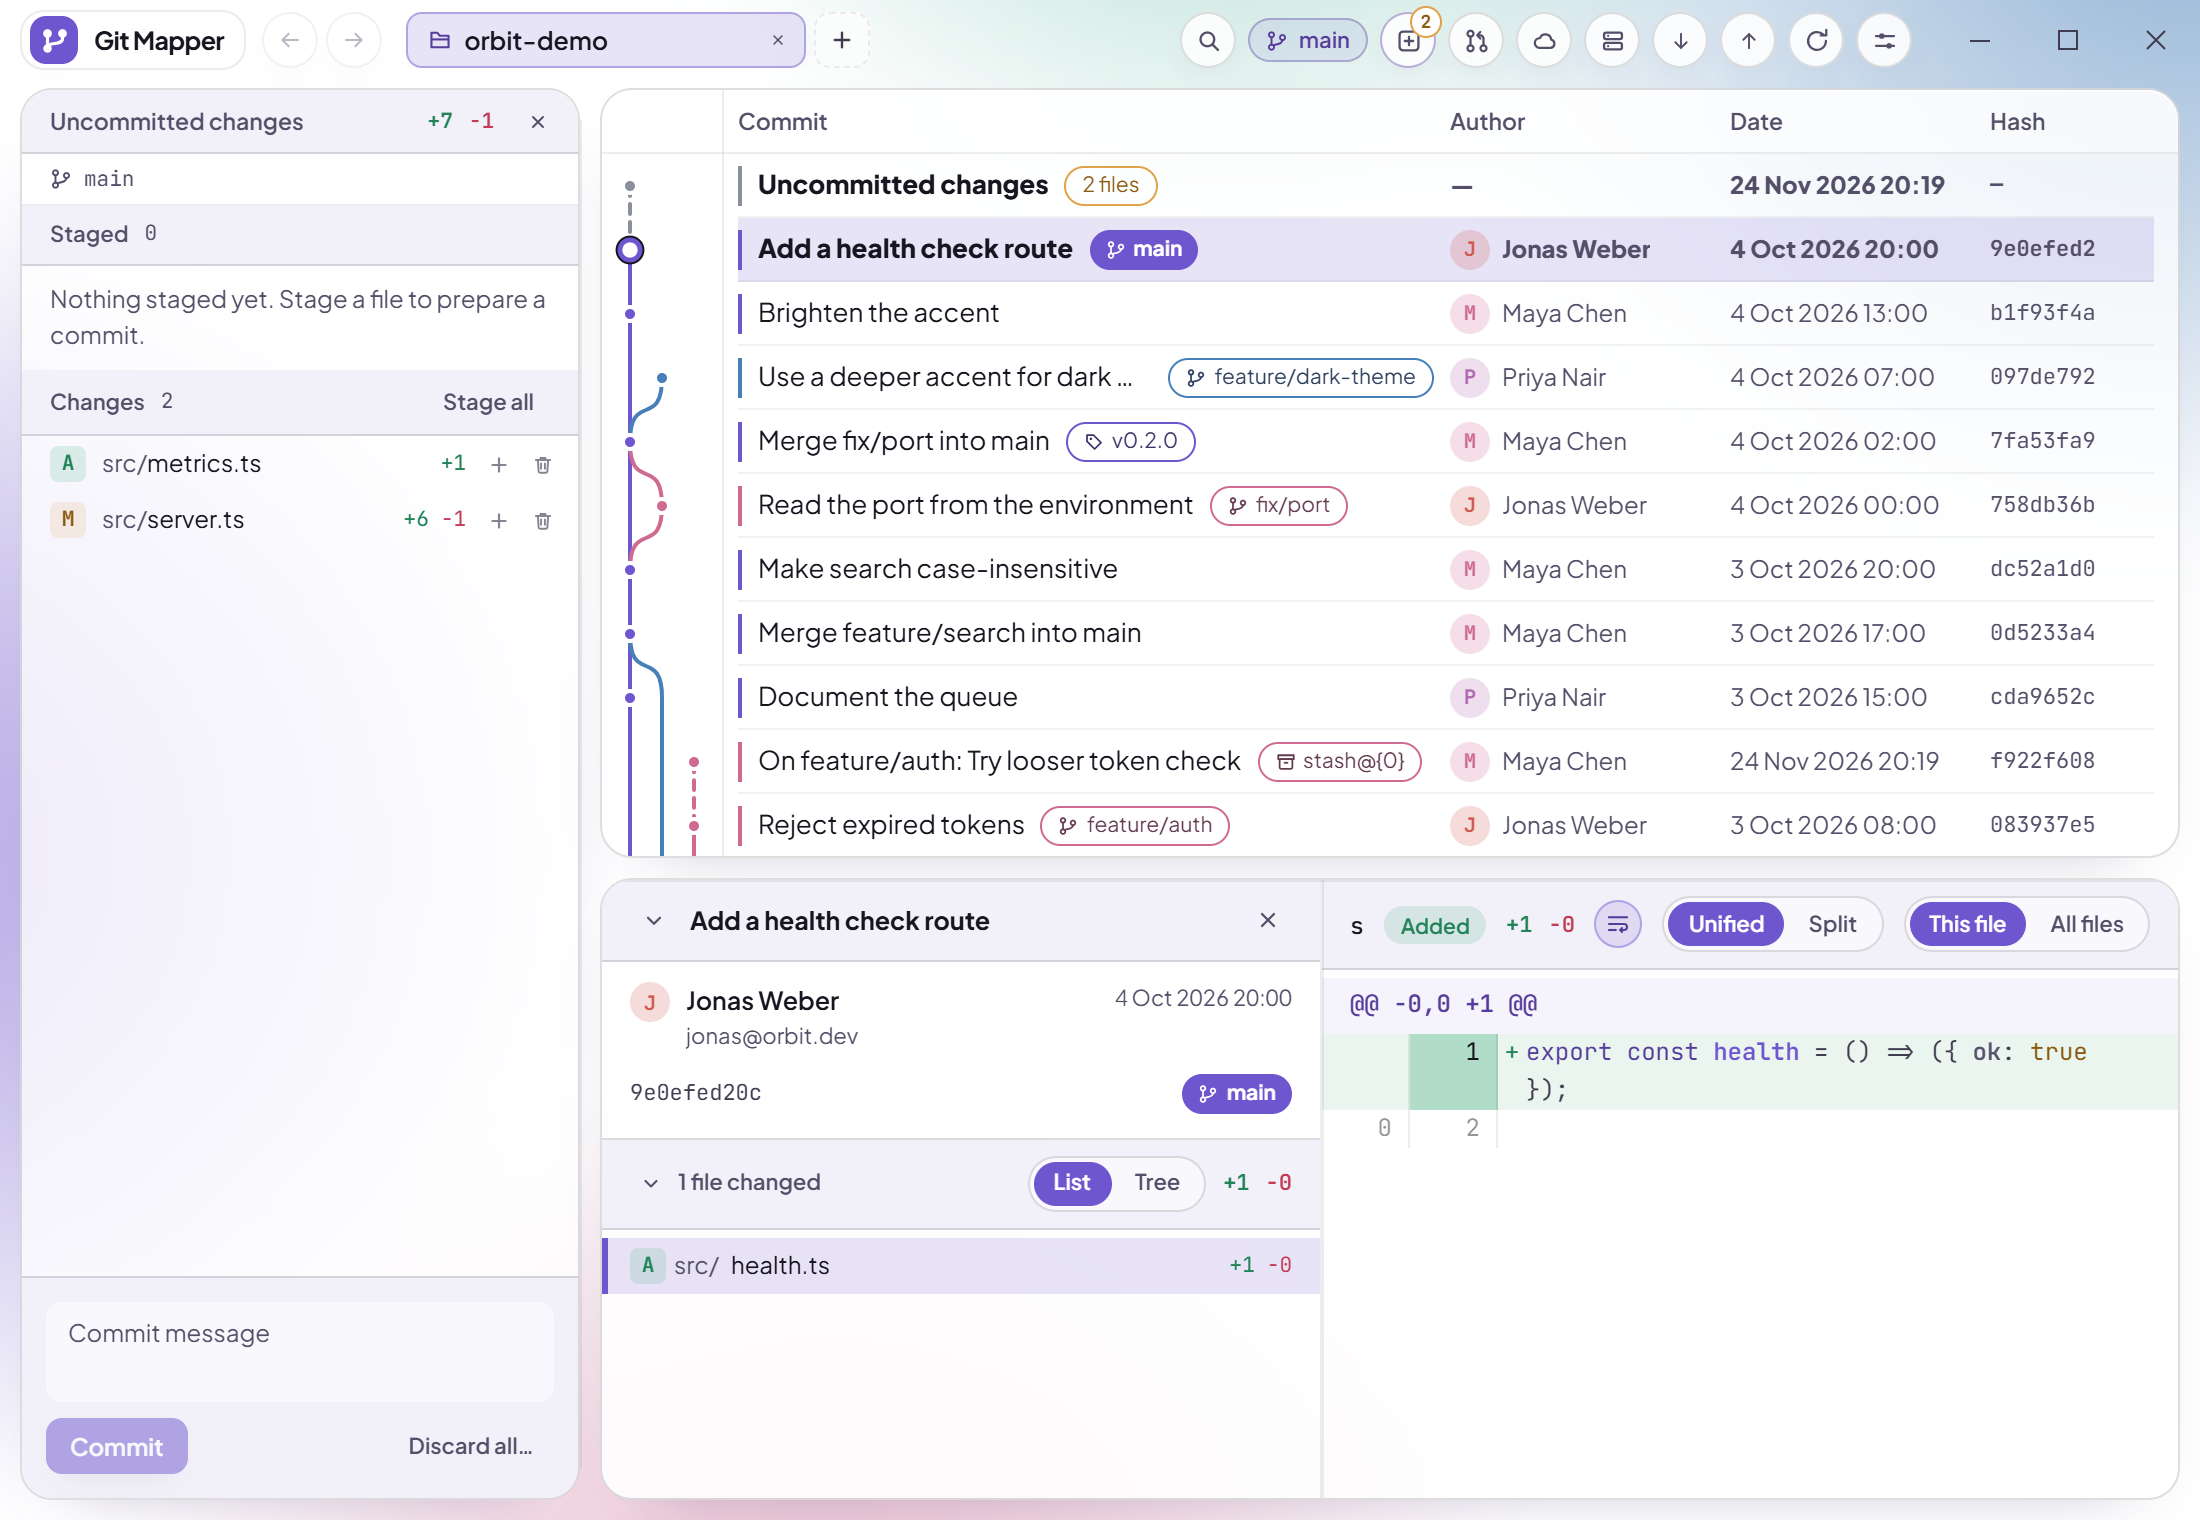 Git Mapper
orbit-demo
main
2
Uncommitted changes +7 -1
main
Staged 0
Nothing staged yet. Stage a file to prepare a
commit.
Changes 2 Stage all
A src/metrics.ts +1
M src/server.ts +6 -1
Commit message
Commit Discard all...
Commit Author Date Hash
Uncommitted changes 2 files — 24 Nov 2026 20:19 –
Add a health check route main J Jonas Weber 4 Oct 2026 20:00 9e0efed2
Brighten the accent M Maya Chen 4 Oct 2026 13:00 b1f93f4a
Use a deeper accent for dark ... feature/dark-theme P Priya Nair 4 Oct 2026 07:00 097de792
Merge fix/port into main v0.2.0 M Maya Chen 4 Oct 2026 02:00 7fa53fa9
Read the port from the environment fix/port J Jonas Weber 4 Oct 2026 00:00 758db36b
Make search case-insensitive M Maya Chen 3 Oct 2026 20:00 dc52a1d0
Merge feature/search into main M Maya Chen 3 Oct 2026 17:00 0d5233a4
Document the queue P Priya Nair 3 Oct 2026 15:00 cda9652c
On feature/auth: Try looser token check stash@{0} M Maya Chen 24 Nov 2026 20:19 f922f608
Reject expired tokens feature/auth J Jonas Weber 3 Oct 2026 08:00 083937e5
Add a health check route
J Jonas Weber 4 Oct 2026 20:00
jonas@orbit.dev
9e0efed20c main
1 file changed List Tree +1 -0
A src/ health.ts +1 -0
s Added +1 -0 Unified Split This file All files
@@ -0,0 +1 @@
1 + export const health = () => ({ ok: true
});
0 2